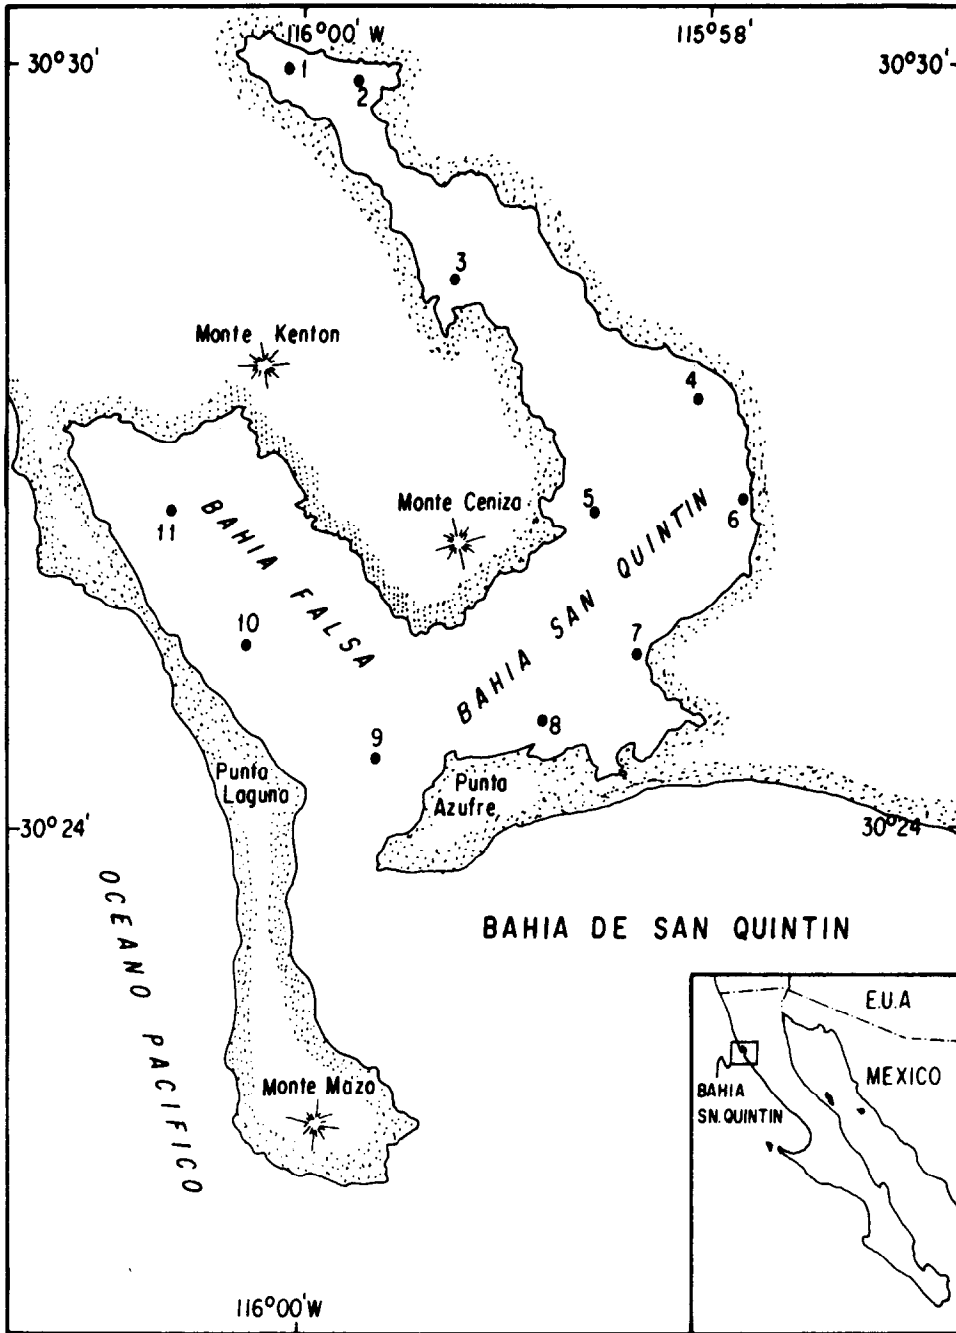 116°00' W
115°58'
30°30'
30°30'
1
2
3
Monte Kenton
4
Monte Ceniza
5
6
11
BAHIA FALSA
BAHIA SAN QUINTIN
10
7
8
9
Punta
Laguna
Punta
Azufre
30°24'
30°24'
OCEANO PACIFICO
BAHIA DE SAN QUINTIN
E.U.A
MEXICO
BAHIA
SN. QUINTIN
Monte Mazo
116°00'W